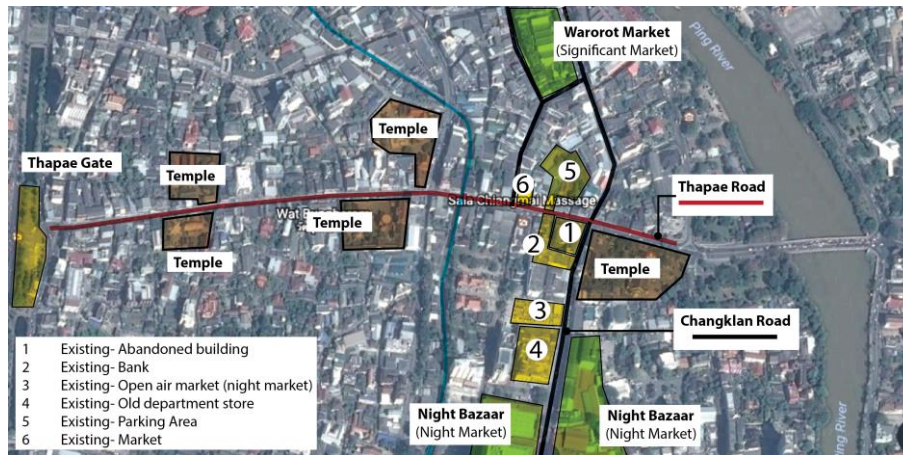 Warorot Market
(Significant Market)
Ping River
Temple
Thapae Gate
Temple
5
6
Thapae Road
Sala Chiangmai Massage
Temple
1
2
Temple
Temple
3
Changklan Road
4
1 Existing- Abandoned building
2 Existing- Bank
3 Existing- Open air market (night market)
4 Existing- Old department store
5 Existing- Parking Area
6 Existing- Market
Night Bazaar
(Night Market)
Night Bazaar
(Night Market)
Ping River